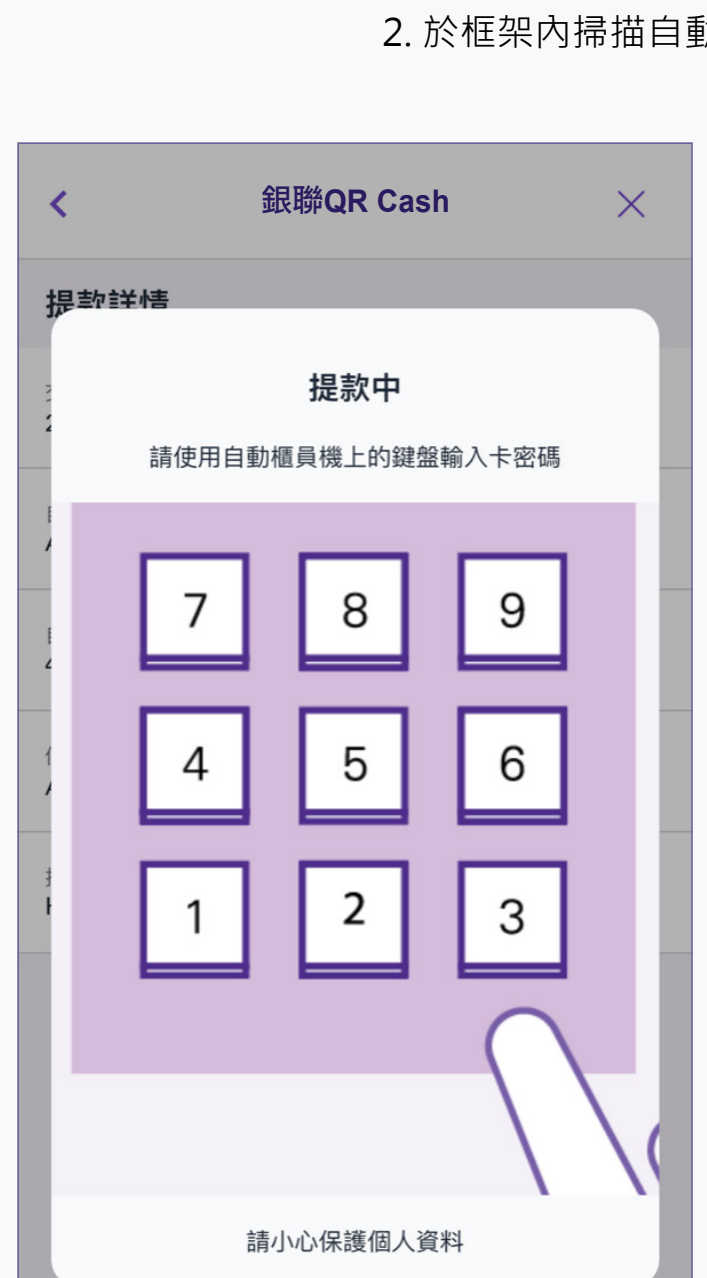 2. 於框架內掃描自
銀聯QR Cash
提款詳情
提款中
請使用自動櫃員機上的鍵盤輸入卡密碼
7 8 9
4 5 6
1 2 3
請小心保護個人資料